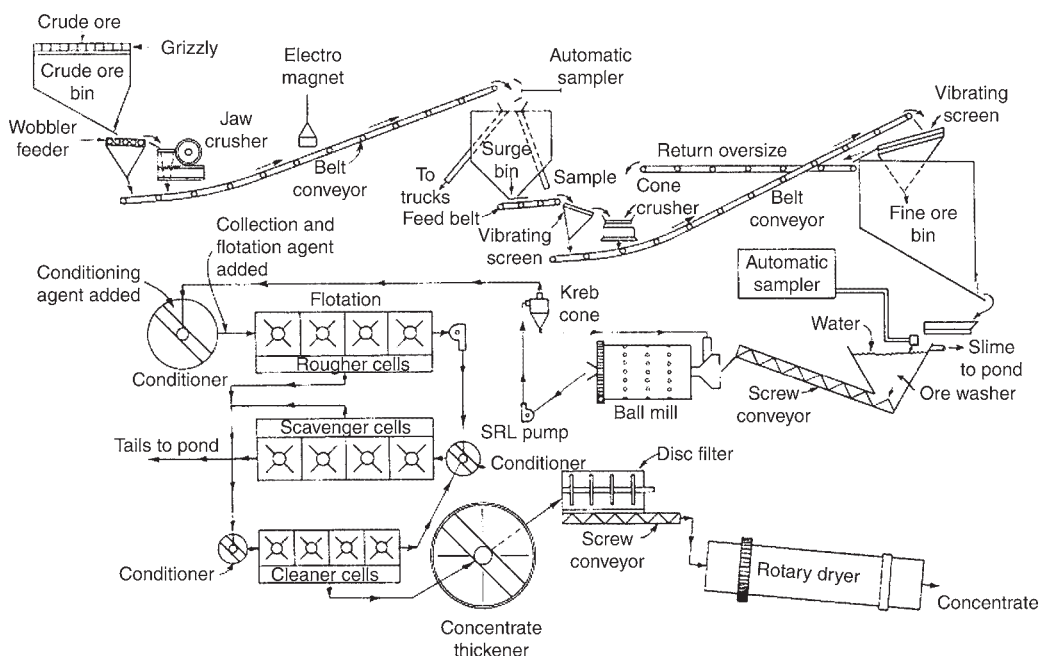 Crude ore
Grizzly
Crude ore
bin
Wobbler
feeder
Jaw
crusher
Electro
magnet
Belt
conveyor
Automatic
sampler
Surge
bin
To
trucks
Sample
Feed belt
Vibrating
screen
Cone
crusher
Return oversize
Belt
conveyor
Vibrating
screen
Fine ore
bin
Collection and
flotation agent
added
Conditioning
agent added
Conditioner
Flotation
Rougher cells
Kreb
cone
Automatic
sampler
Water
Slime
to pond
Ore washer
Screw
conveyor
Ball mill
SRL pump
Scavenger cells
Tails to pond
Conditioner
Disc filter
Screw
conveyor
Conditioner
Cleaner cells
Concentrate
thickener
Rotary dryer
Concentrate